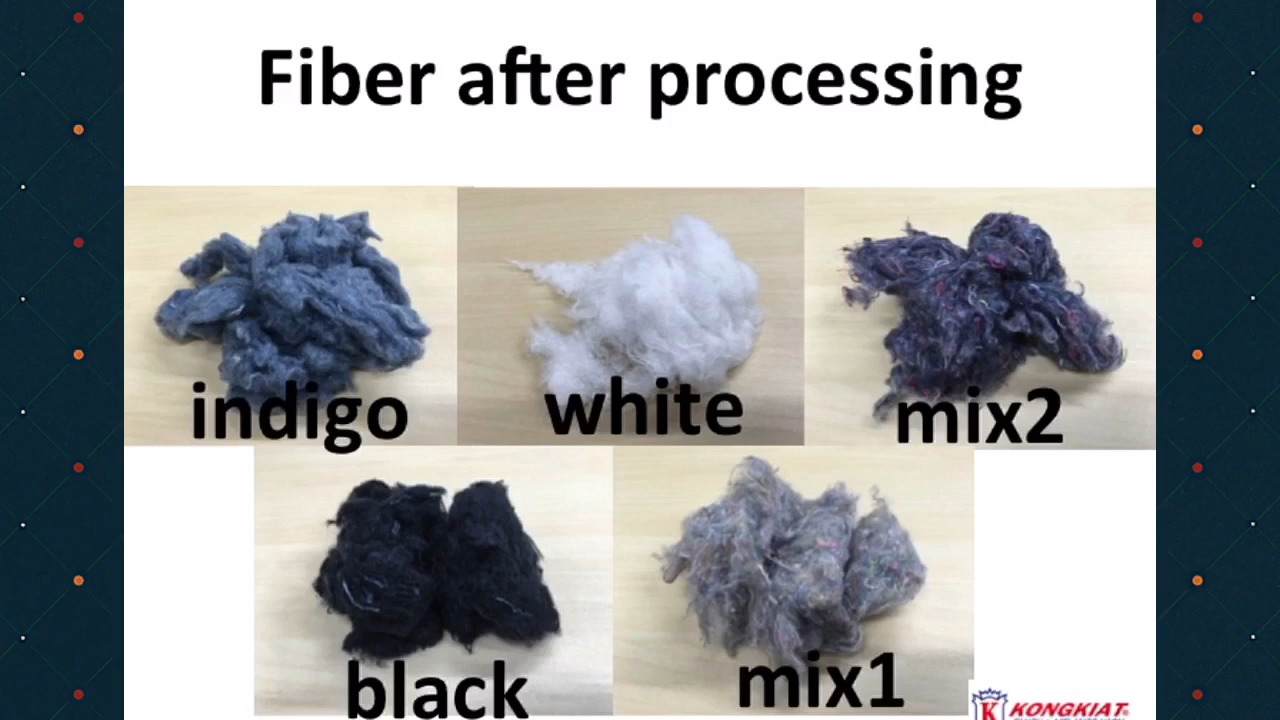 Fiber after processing
indigo
white
mix2
black
mix1
K KONGKIAT